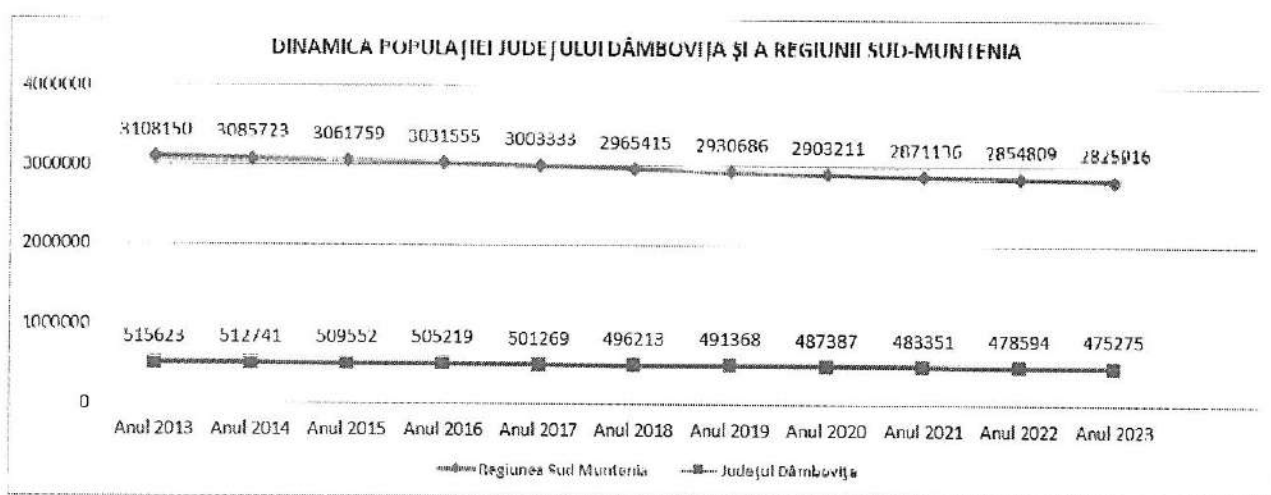 DINAMICA POPULAȚIEI JUDEȚULUI DÂMBOVIȚA ȘI A REGIUNII SUD-MUNTENIA
4000000
3108150 3085723 3061759 3031555 3003333 2965415 2930686 2903211 2871136 2854809 2825916
3000000
2000000
1000000
515623 512741 509552 505219 501269 496213 491368 487387 483351 478594 475275
0
Anul 2013 Anul 2014 Anul 2015 Anul 2016 Anul 2017 Anul 2018 Anul 2019 Anul 2020 Anul 2021 Anul 2022 Anul 2023
Regiunea Sud Muntenia Județul Dâmbovița